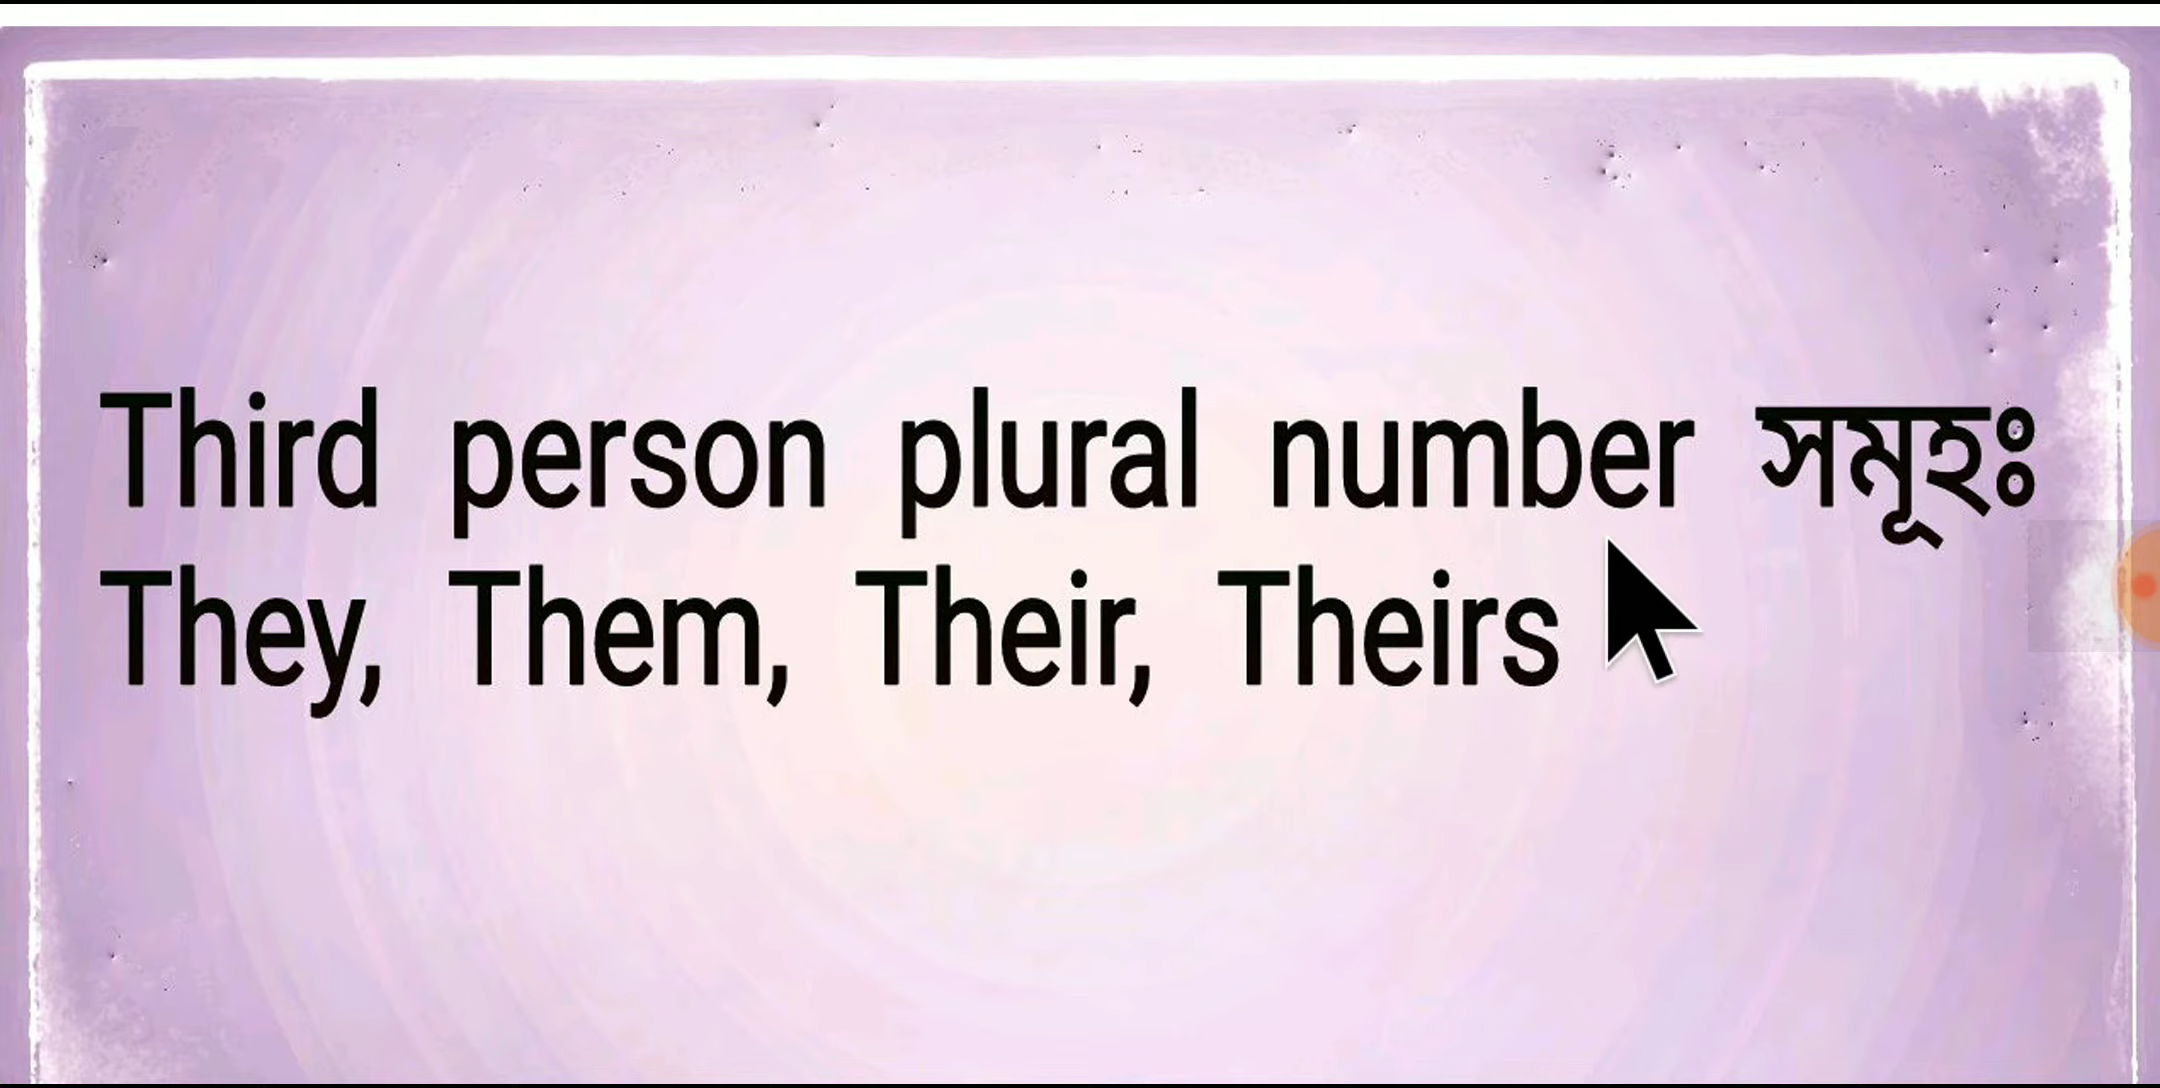 Third person plural number সমূহঃ
They, Them, Their, Theirs